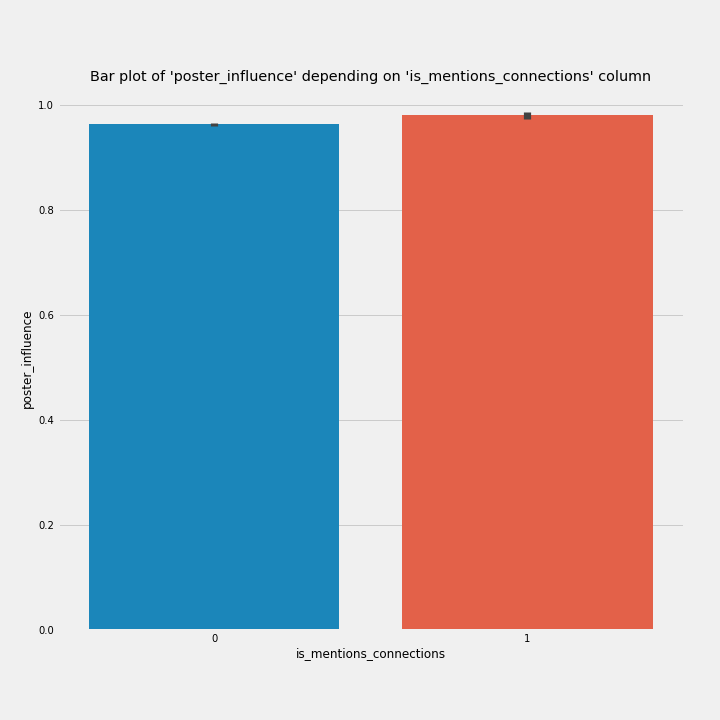 Bar plot of 'poster_influence' depending on 'is_mentions_connections' column
1.0
0.8
0.6
0.4
0.2
0.0
poster_influence
0
1
is_mentions_connections